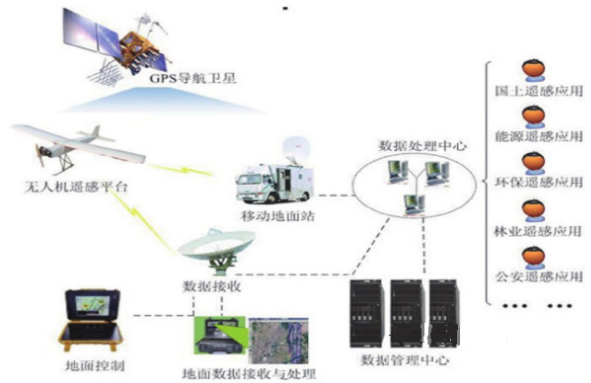 GPS导航卫星
国土遥感应用
能源遥感应用
数据处理中心
环保遥感应用
无人机遥感平台
移动地面站
林业遥感应用
公安遥感应用
数据接收
... ...
数据管理中心
地面控制
地面数据接收与处理